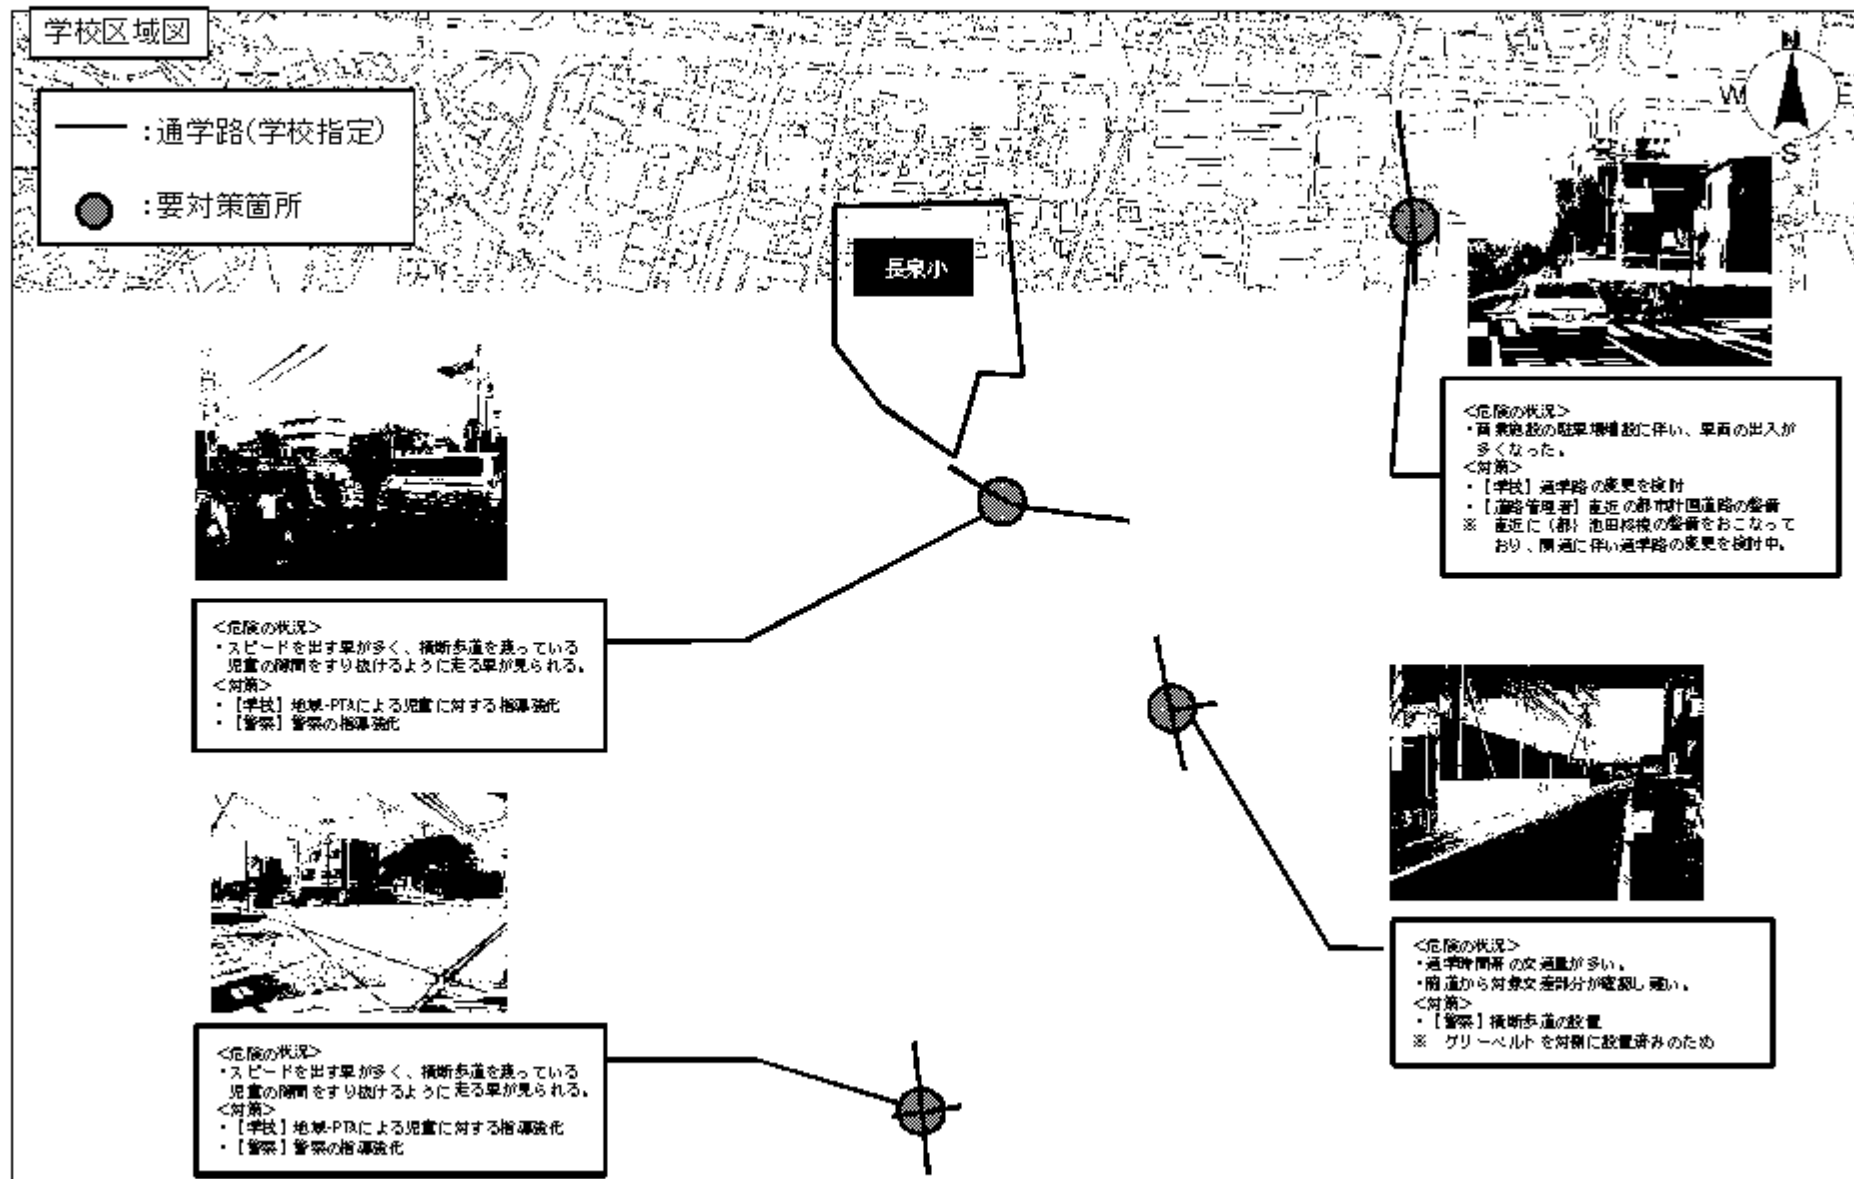 学校区域図
N
W
E
S
：通学路(学校指定)
：要対策箇所
長泉小
<危険の状況>
・商業施設の駐車場増設に伴い、車両の出入が
多くなった。
<対策>
・【学校】通学路の変更を検討
・【道路管理者】直近の都市計画道路の整備
※ 直近に（都）池田柊線の整備をおこなって
おり、開通に伴い通学路の変更を検討中。
<危険の状況>
・スピードを出す車が多く、横断歩道を渡っている
児童の隙間をすり抜けるように走る車が見られる。
<対策>
・【学校】地域・PTAによる児童に対する指導強化
・【警察】警察の指導強化
<危険の状況>
・通学時間帯の交通量が多い。
・脇道から対象交差部分が確認し難い。
<対策>
・【警察】横断歩道の設置
※ グリーンベルトを対側に設置済みのため
<危険の状況>
・スピードを出す車が多く、横断歩道を渡っている
児童の隙間をすり抜けるように走る車が見られる。
<対策>
・【学校】地域・PTAによる児童に対する指導強化
・【警察】警察の指導強化